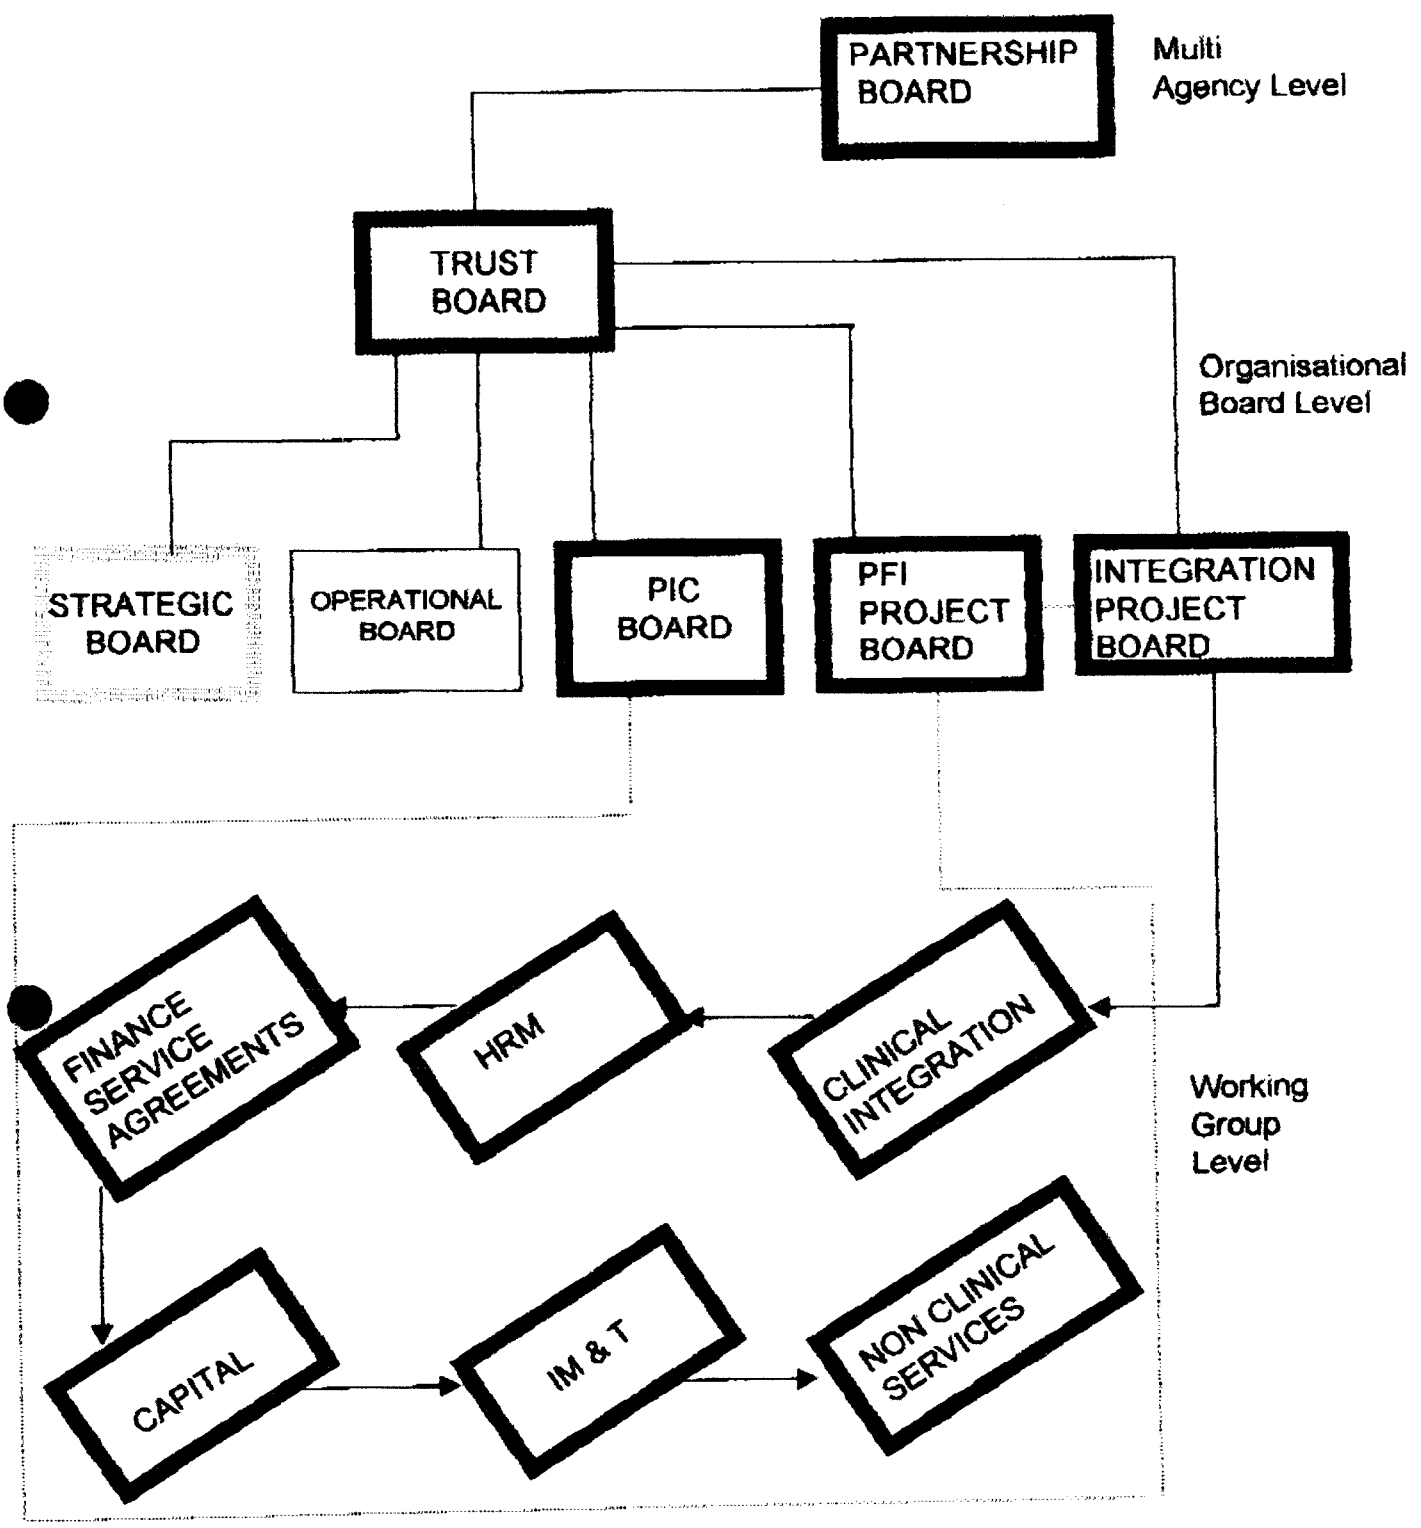 PARTNERSHIP
BOARD
Multi
Agency Level
TRUST
BOARD
Organisational
Board Level
STRATEGIC
BOARD
OPERATIONAL
BOARD
PIC
BOARD
PFI
PROJECT
BOARD
INTEGRATION
PROJECT
BOARD
FINANCE
SERVICE
AGREEMENTS
HRM
CLINICAL
INTEGRATION
Working
Group
Level
CAPITAL
IM & T
NON CLINICAL
SERVICES